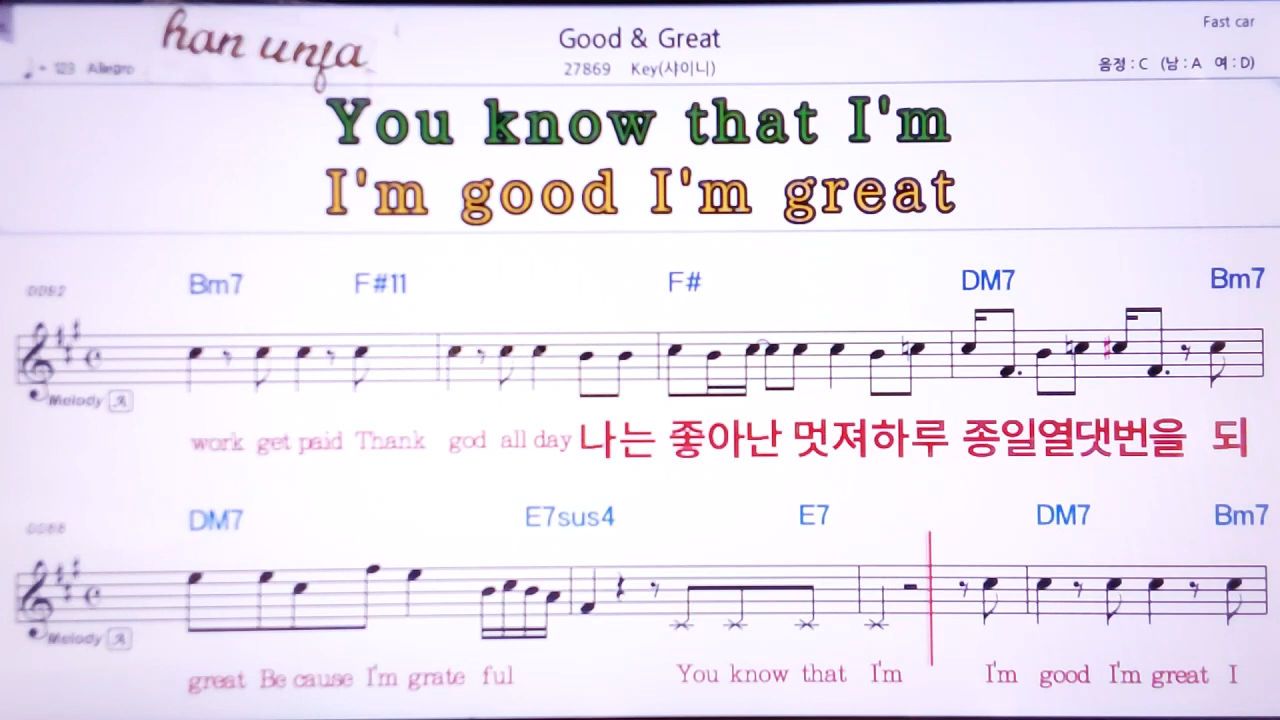 han unja
Good & Great
Fast car
♩ = 123 Allegro
27869 Key(샤이니)
음정 : C (남 : A 여 : D)
You know that I'm
I'm good I'm great
0082
Bm7 F#11 F# DM7 Bm7
Melody A
work get paid Thank god all day 나는 좋아난 멋져하루 종일열댓번을 되
DM7 E7sus4 E7 DM7 Bm7
Melody A
great Be cause I'm grate ful You know that I'm I'm good I'm great I